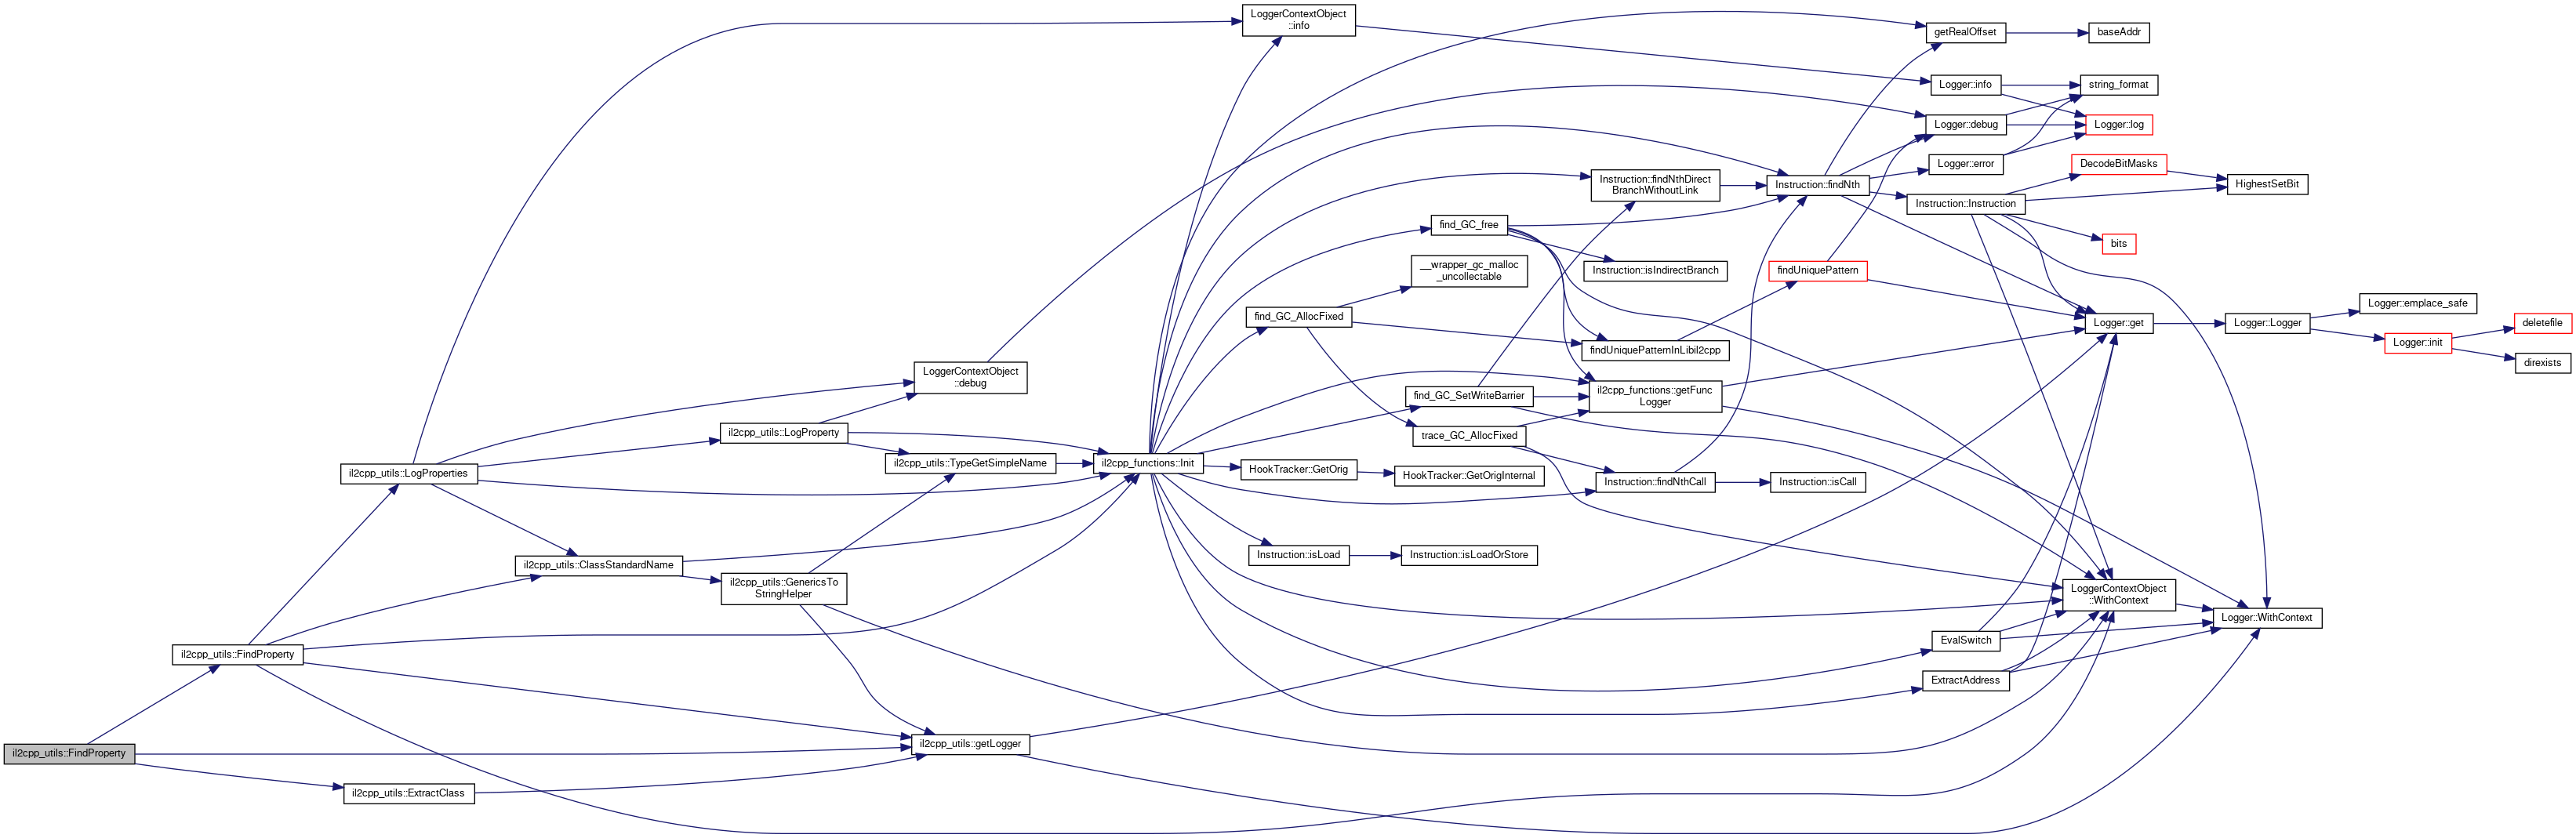 il2cpp_utils::FindProperty
il2cpp_utils::FindProperty
il2cpp_utils::ExtractClass
il2cpp_utils::LogProperties
il2cpp_utils::ClassStandardName
il2cpp_utils::LogProperty
il2cpp_utils::GenericsTo
StringHelper
LoggerContextObject
::debug
il2cpp_utils::TypeGetSimpleName
il2cpp_utils::getLogger
il2cpp_functions::Init
LoggerContextObject
::info
find_GC_AllocFixed
HookTracker::GetOrig
Instruction::isLoad
find_GC_free
__wrapper_gc_malloc
_uncollectable
find_GC_SetWriteBarrier
trace_GC_AllocFixed
HookTracker::GetOrigInternal
Instruction::isLoadOrStore
Instruction::findNthDirect
BranchWithoutLink
Instruction::isIndirectBranch
findUniquePatternInLibil2cpp
il2cpp_functions::getFunc
Logger
Instruction::findNthCall
Instruction::findNth
findUniquePattern
Instruction::isCall
getRealOffset
Logger::info
Logger::debug
Logger::error
Instruction::Instruction
EvalSwitch
ExtractAddress
baseAddr
string_format
Logger::log
DecodeBitMasks
bits
Logger::get
LoggerContextObject
::WithContext
HighestSetBit
Logger::Logger
Logger::WithContext
Logger::emplace_safe
Logger::init
deletefile
direxists